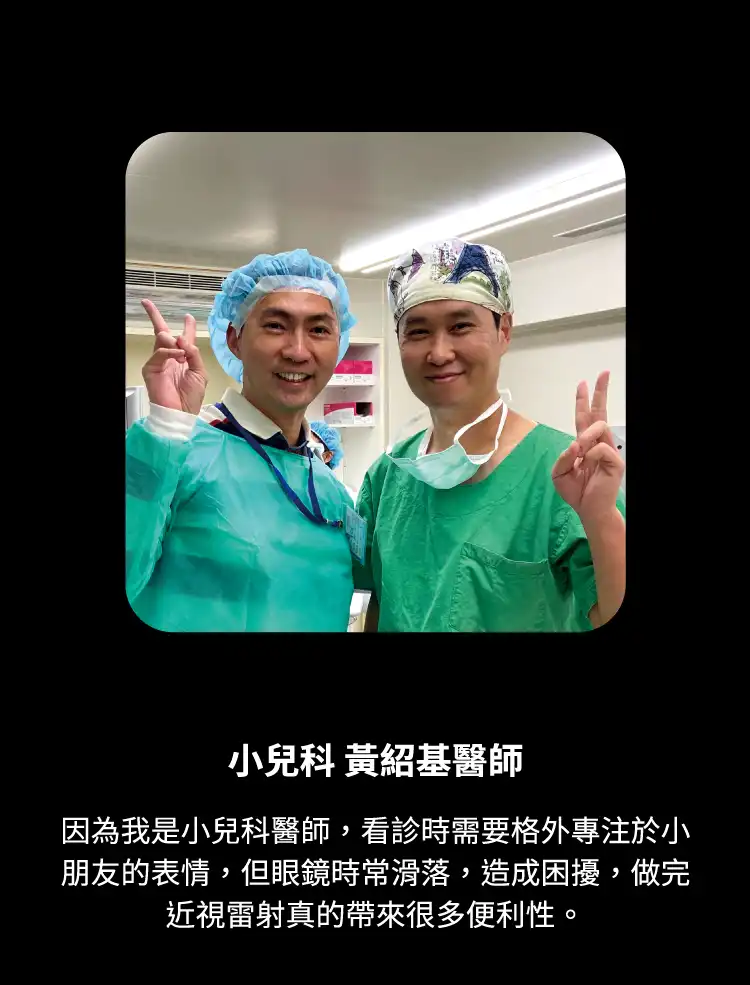 小兒科 黃紹基醫師
因為我是小兒科醫師，看診時需要格外專注於小
朋友的表情，但眼鏡時常滑落，造成困擾，做完
近視雷射真的帶來很多便利性。